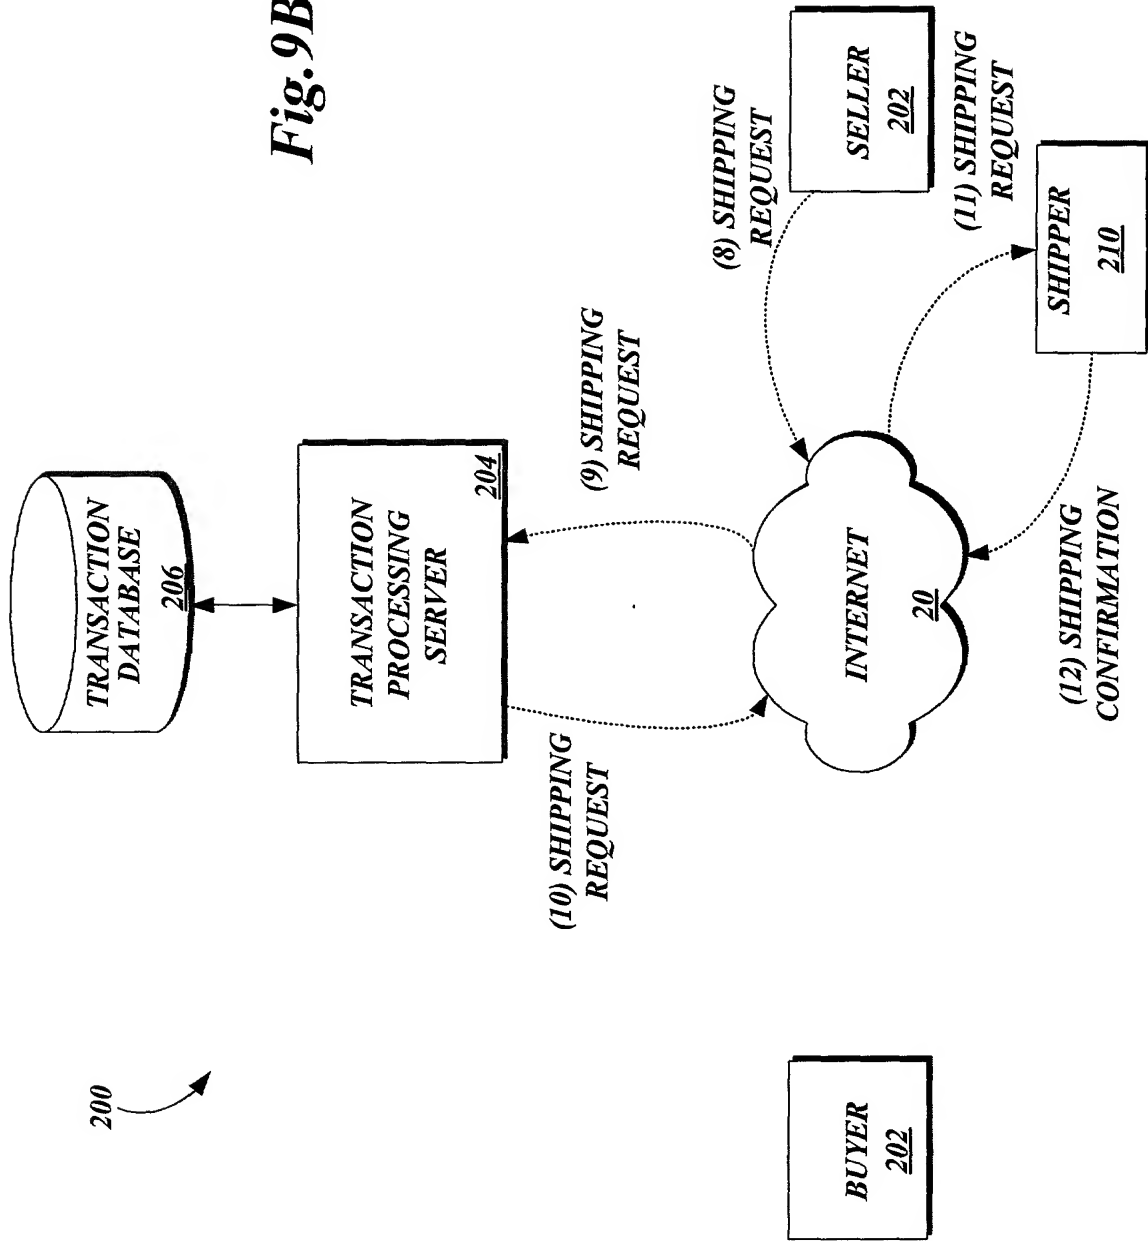 200
TRANSACTION
DATABASE
206
TRANSACTION
PROCESSING
SERVER
204
Fig.9B
(10) SHIPPING
REQUEST
(9) SHIPPING
REQUEST
(8) SHIPPING
REQUEST
BUYER
202
INTERNET
20
SELLER
202
(11) SHIPPING
REQUEST
(12) SHIPPING
CONFIRMATION
SHIPPER
210